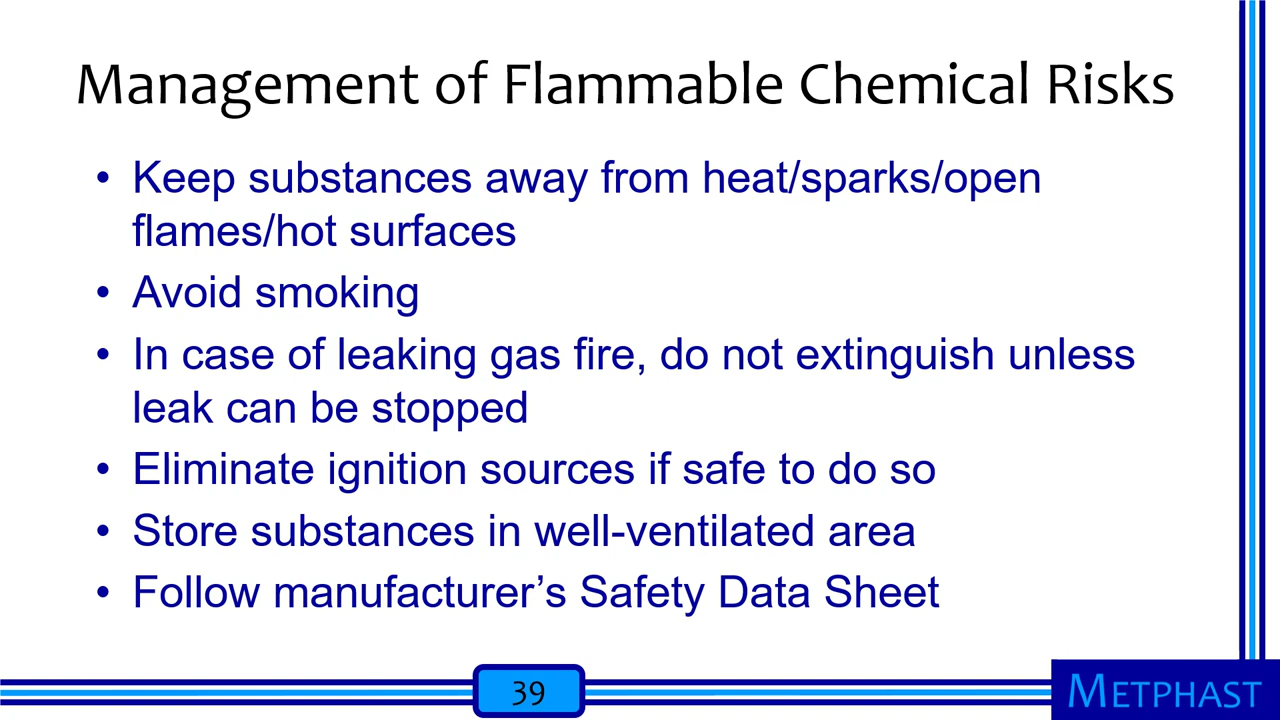 Management of Flammable Chemical Risks
• Keep substances away from heat/sparks/open
flames/hot surfaces
• Avoid smoking
• In case of leaking gas fire, do not extinguish unless
leak can be stopped
• Eliminate ignition sources if safe to do so
• Store substances in well-ventilated area
• Follow manufacturer’s Safety Data Sheet
39
METPHAST